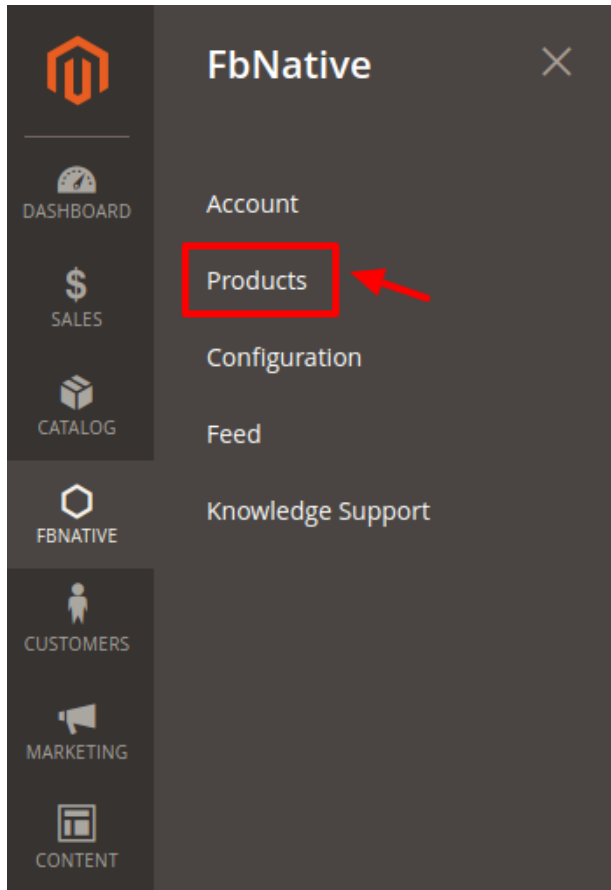 FbNative
DASHBOARD
SALES
CATALOG
FBNATIVE
CUSTOMERS
MARKETING
CONTENT
Account
Products
Configuration
Feed
Knowledge Support